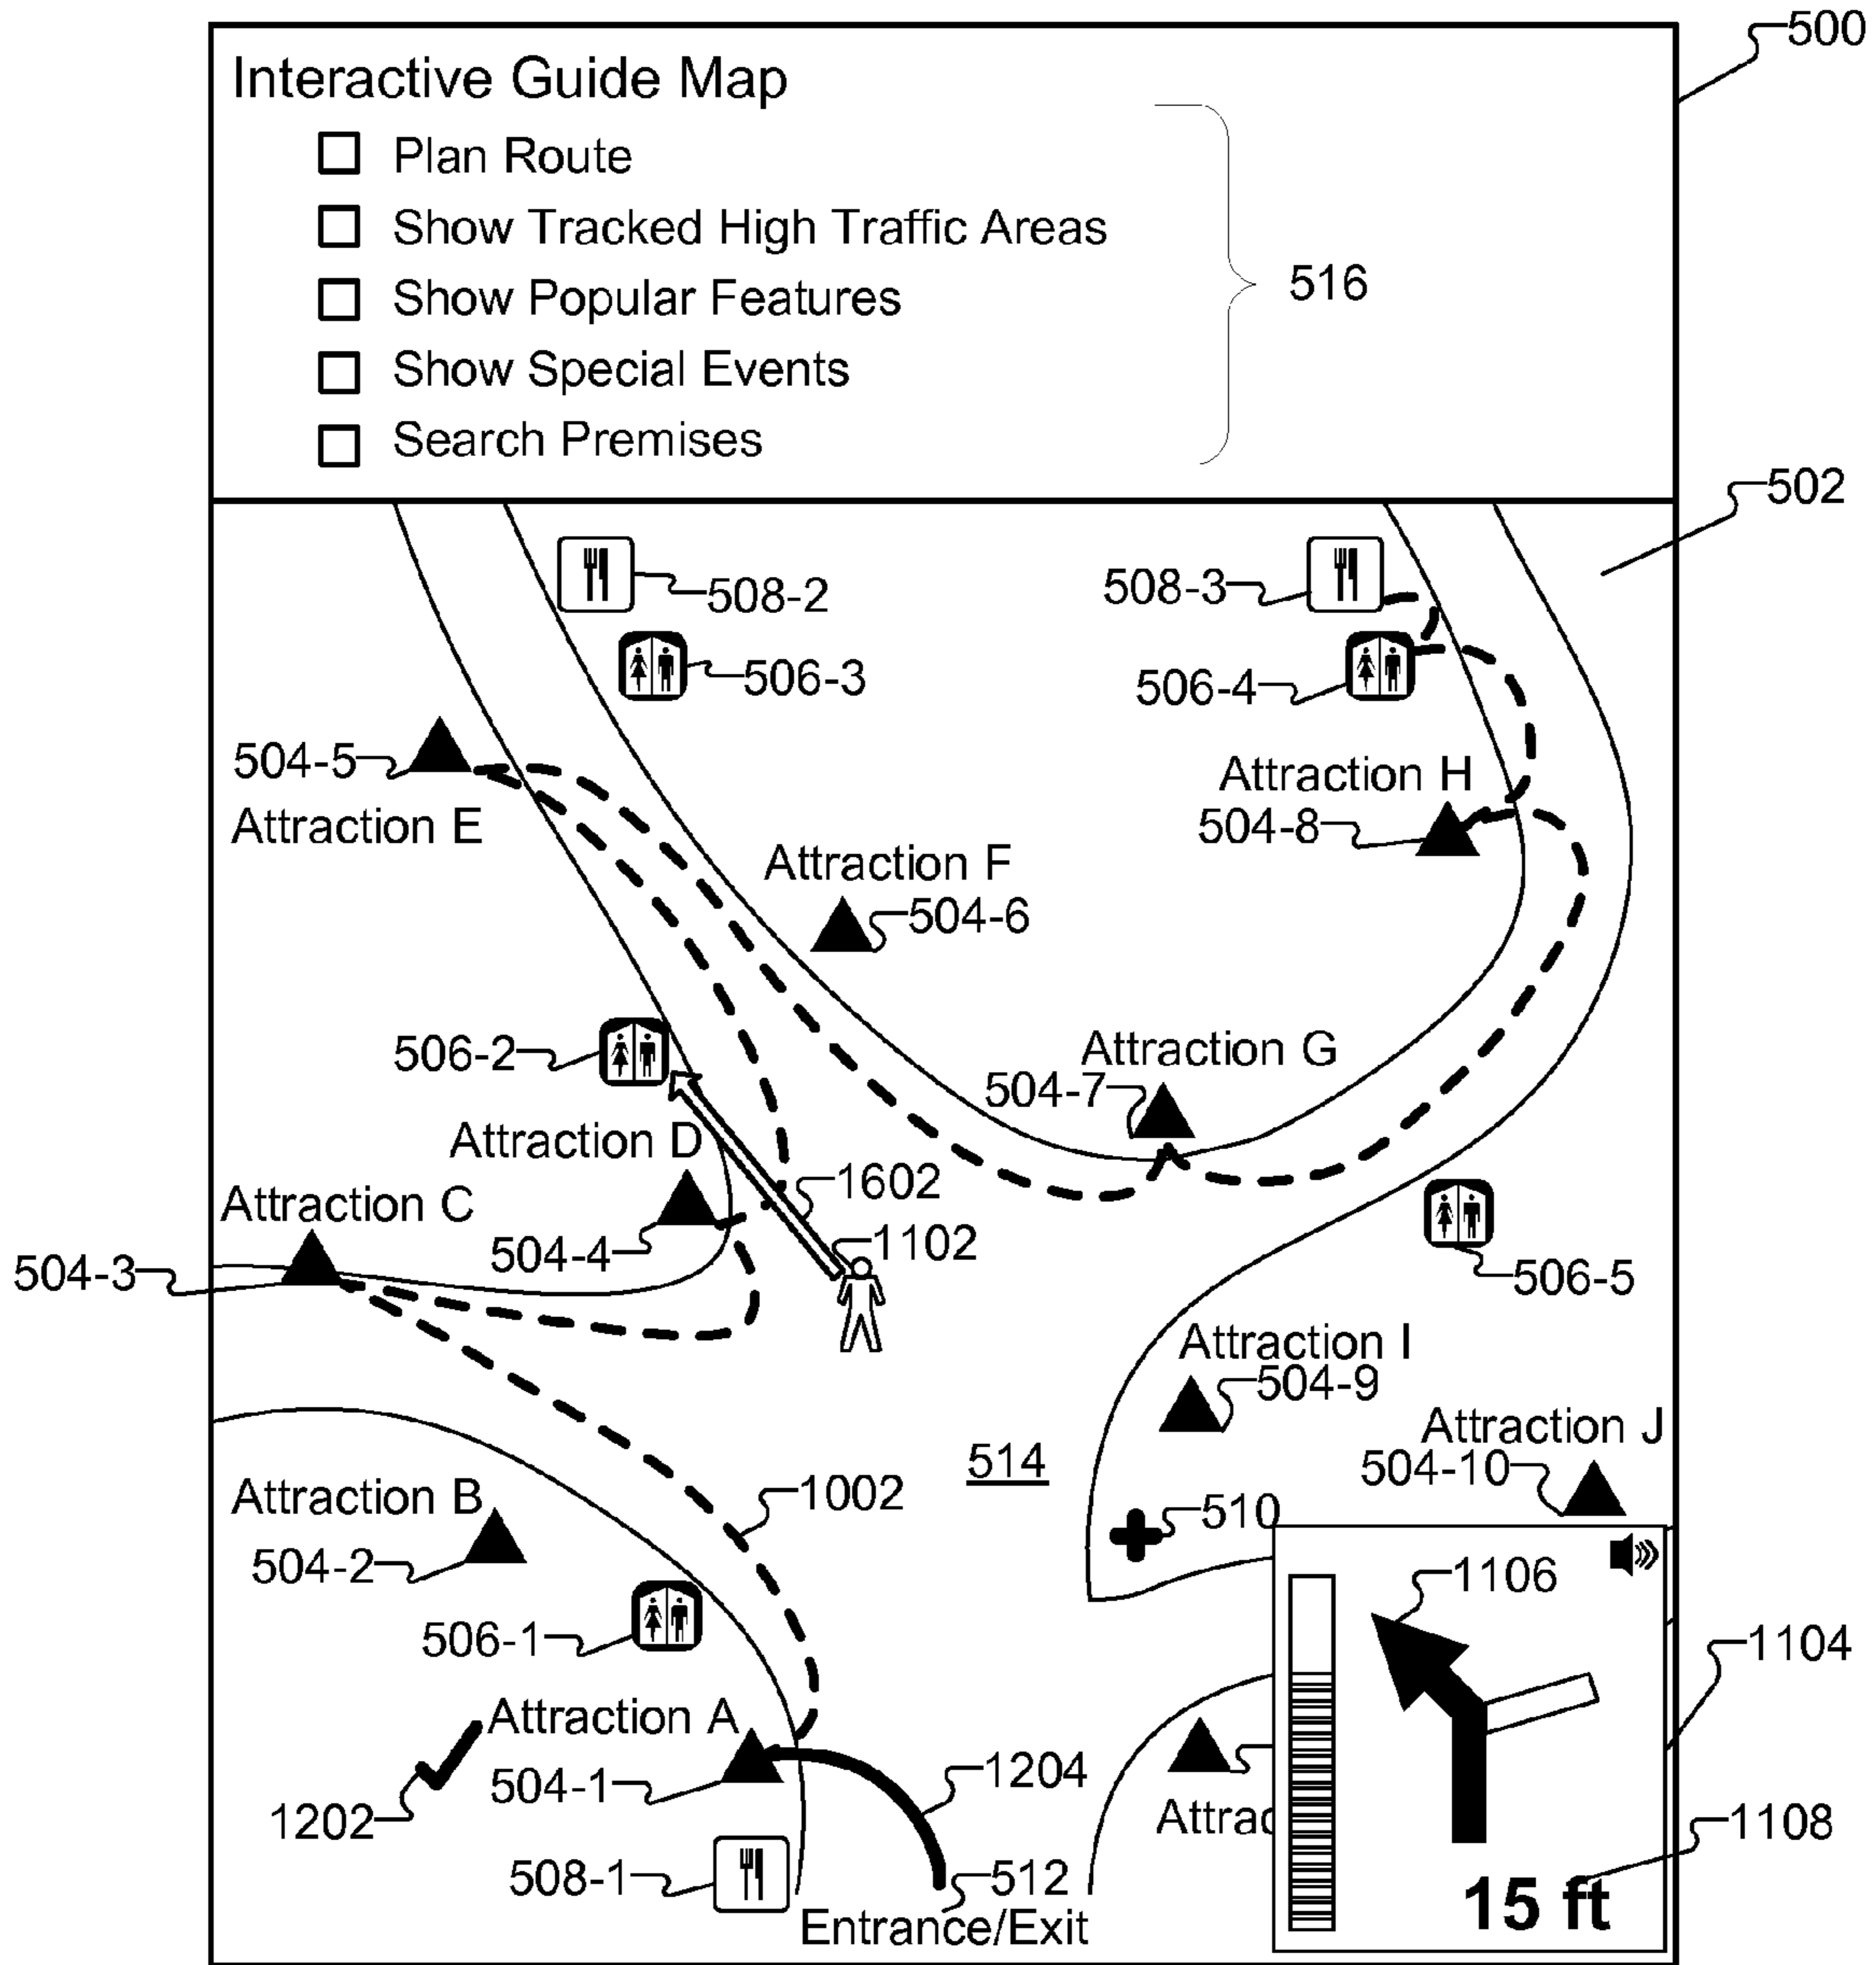 500
Interactive Guide Map
Plan Route
Show Tracked High Traffic Areas
Show Popular Features
516
Show Special Events
Search Premises
502
508-2
508-3
506-3
506-4
504-5
Attraction E
Attraction H
504-8
Attraction F
504-6
506-2
Attraction G
504-7
Attraction D
1602
Attraction C
504-4
1102
504-3
506-5
Attraction I
504-9
Attraction J
514
504-10
Attraction B
1002
510
504-2
1106
506-1
1104
Attraction A
504-1
1204
1202
Attrac
1108
508-1
512
15 ft
Entrance/Exit